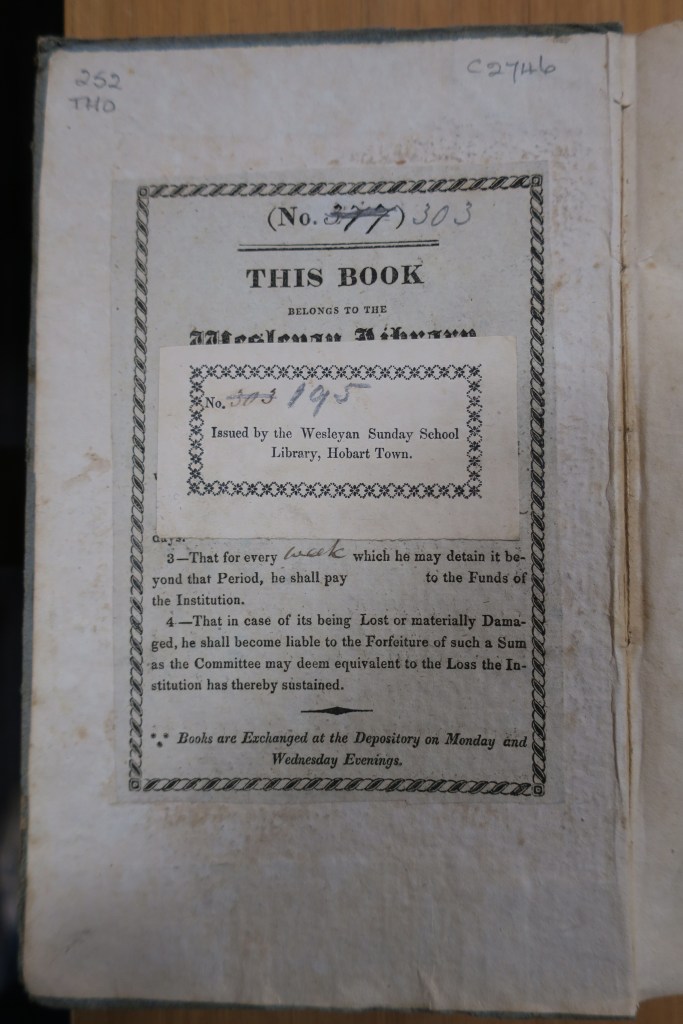 252
THO
C2746
(No. 377) 303
THIS BOOK
BELONGS TO THE
Wesleyan Library
No. 303 195
Issued by the Wesleyan Sunday School
Library, Hobart Town.
days.
3—That for every week which he may detain it be-
yond that Period, he shall pay to the Funds of
the Institution.
4—That in case of its being Lost or materially Dama-
ged, he shall become liable to the Forfeiture of such a Sum
as the Committee may deem equivalent to the Loss the In-
stitution has thereby sustained.
Books are Exchanged at the Depository on Monday and
Wednesday Evenings.